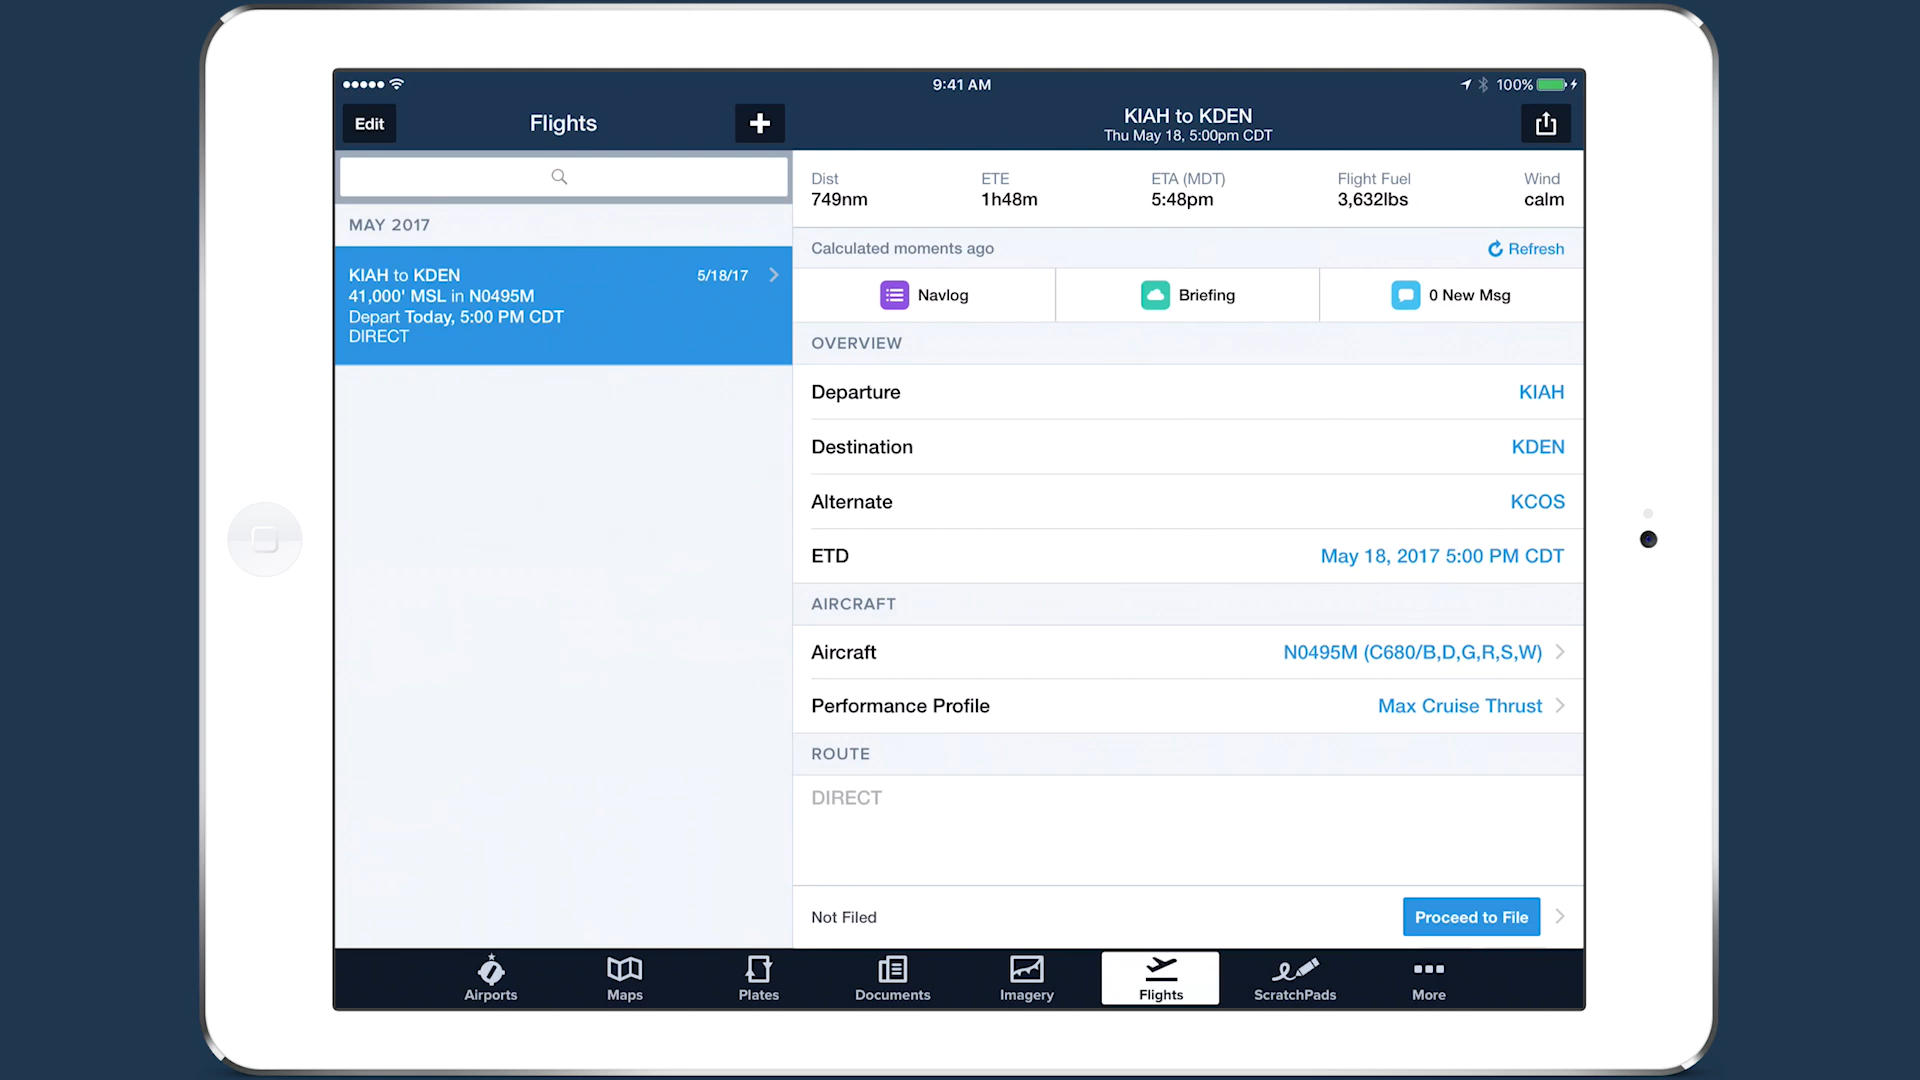 9:41 AM
100%
Edit
Flights
KIAH to KDEN
Thu May 18, 5:00pm CDT
Dist
749nm
ETE
1h48m
ETA (MDT)
5:48pm
Flight Fuel
3,632lbs
Wind
calm
MAY 2017
KIAH to KDEN
5/18/17
41,000' MSL in N0495M
Depart Today, 5:00 PM CDT
DIRECT
Calculated moments ago
Refresh
Navlog
Briefing
0 New Msg
OVERVIEW
Departure
KIAH
Destination
KDEN
Alternate
KCOS
ETD
May 18, 2017 5:00 PM CDT
AIRCRAFT
Aircraft
N0495M (C680/B,D,G,R,S,W)
Performance Profile
Max Cruise Thrust
ROUTE
DIRECT
Not Filed
Proceed to File
Airports
Maps
Plates
Documents
Imagery
Flights
ScratchPads
More